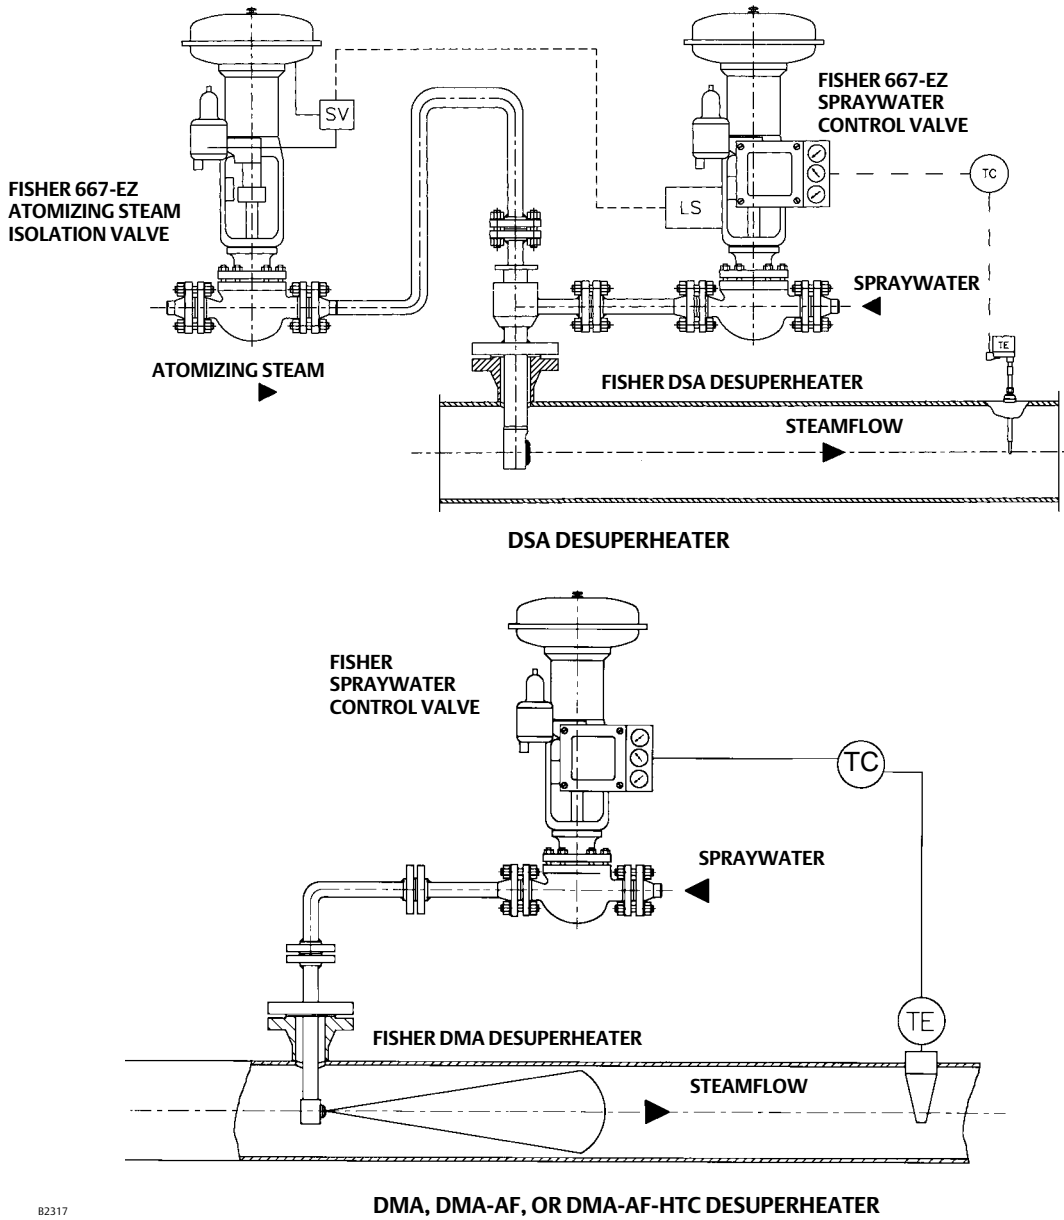 FISHER 667-EZ
SPRAYWATER
CONTROL VALVE
SV
TC
FISHER 667-EZ
ATOMIZING STEAM
ISOLATION VALVE
LS
SPRAYWATER
ATOMIZING STEAM
TE
FISHER DSA DESUPERHEATER
STEAMFLOW
DSA DESUPERHEATER
FISHER
SPRAYWATER
CONTROL VALVE
TC
SPRAYWATER
TE
FISHER DMA DESUPERHEATER
STEAMFLOW
B2317
DMA, DMA-AF, OR DMA-AF-HTC DESUPERHEATER